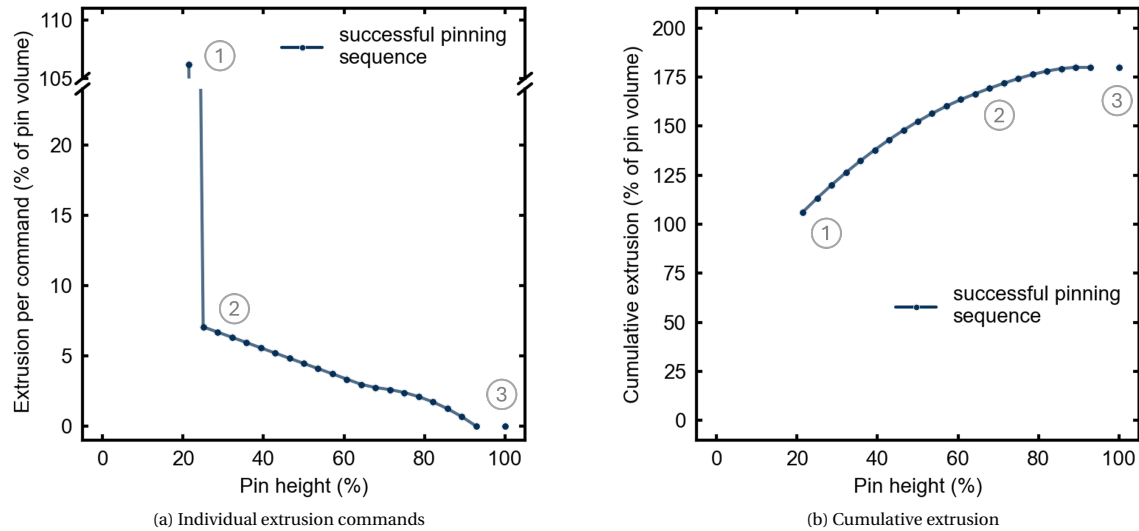 Extrusion per command (% of pin volume)
110
105
20
15
10
5
0
successful pinning
sequence
1
2
3
0 20 40 60 80 100
Pin height (%)
(a) Individual extrusion commands
Cumulative extrusion (% of pin volume)
200
175
150
125
100
75
50
25
0
3
2
1
successful pinning
sequence
0 20 40 60 80 100
Pin height (%)
(b) Cumulative extrusion